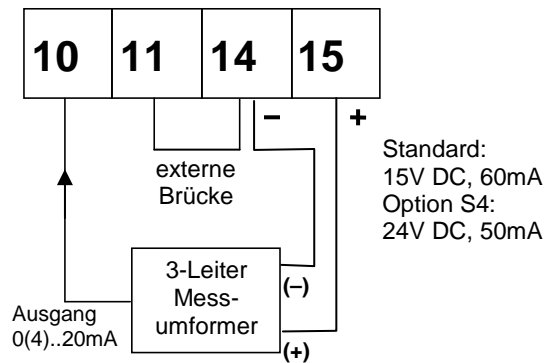 10 11 14 15
– +
externe
Brücke
Standard:
15V DC, 60mA
Option S4:
24V DC, 50mA
3-Leiter
Mess-
umformer
(–)
(+)
Ausgang
0(4)..20mA